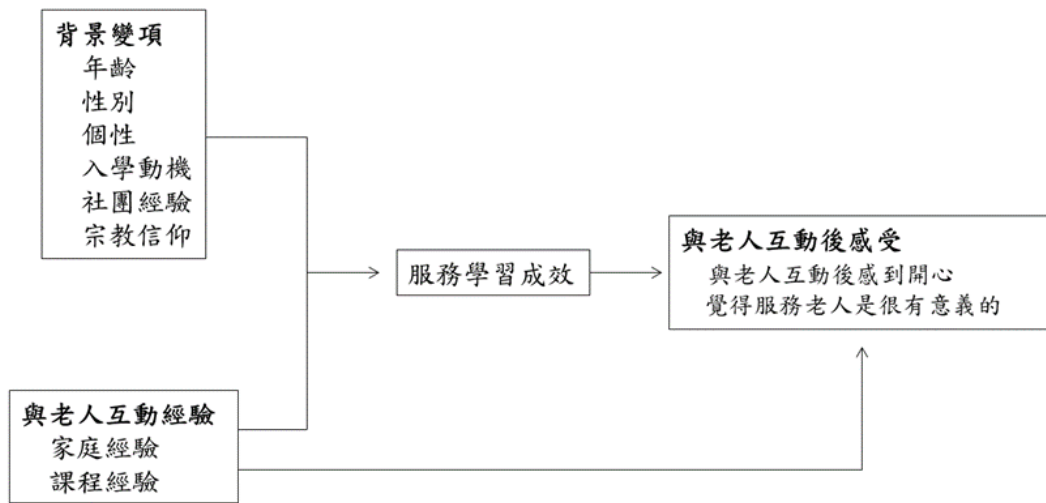 背景變項
年齡
性別
個性
入學動機
社團經驗
宗教信仰
服務學習成效
與老人互動後感受
與老人互動後感到開心
覺得服務老人是很有意義的
與老人互動經驗
家庭經驗
課程經驗